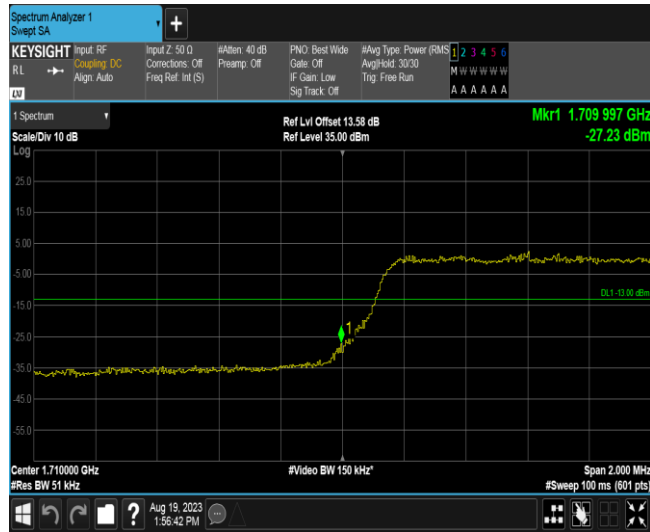 Spectrum Analyzer 1
Swept SA
+
KEYSIGHT
RL
LXI
Input: RF
Coupling: DC
Align: Auto
Input Z: 50 Ω
Corrections: Off
Freq Ref: Int (S)
#Atten: 40 dB
Preamp: Off
PNO: Best Wide
Gate: Off
IF Gain: Low
Sig Track: Off
#Avg Type: Power (RMS
Avg|Hold: 30/30
Trig: Free Run
1 2 3 4 5 6
M W W W W W
A A A A A A
1 Spectrum
Scale/Div 10 dB
Log
Ref Lvl Offset 13.58 dB
Ref Level 35.00 dBm
Mkr1 1.709 997 GHz
-27.23 dBm
25.0
15.0
5.00
-5.00
-15.0
-25.0
-35.0
-45.0
-55.0
DL1 -13.00 dBm
1
Center 1.710000 GHz
#Res BW 51 kHz
#Video BW 150 kHz*
Span 2.000 MHz
#Sweep 100 ms (601 pts)
?
Aug 19, 2023
1:56:42 PM